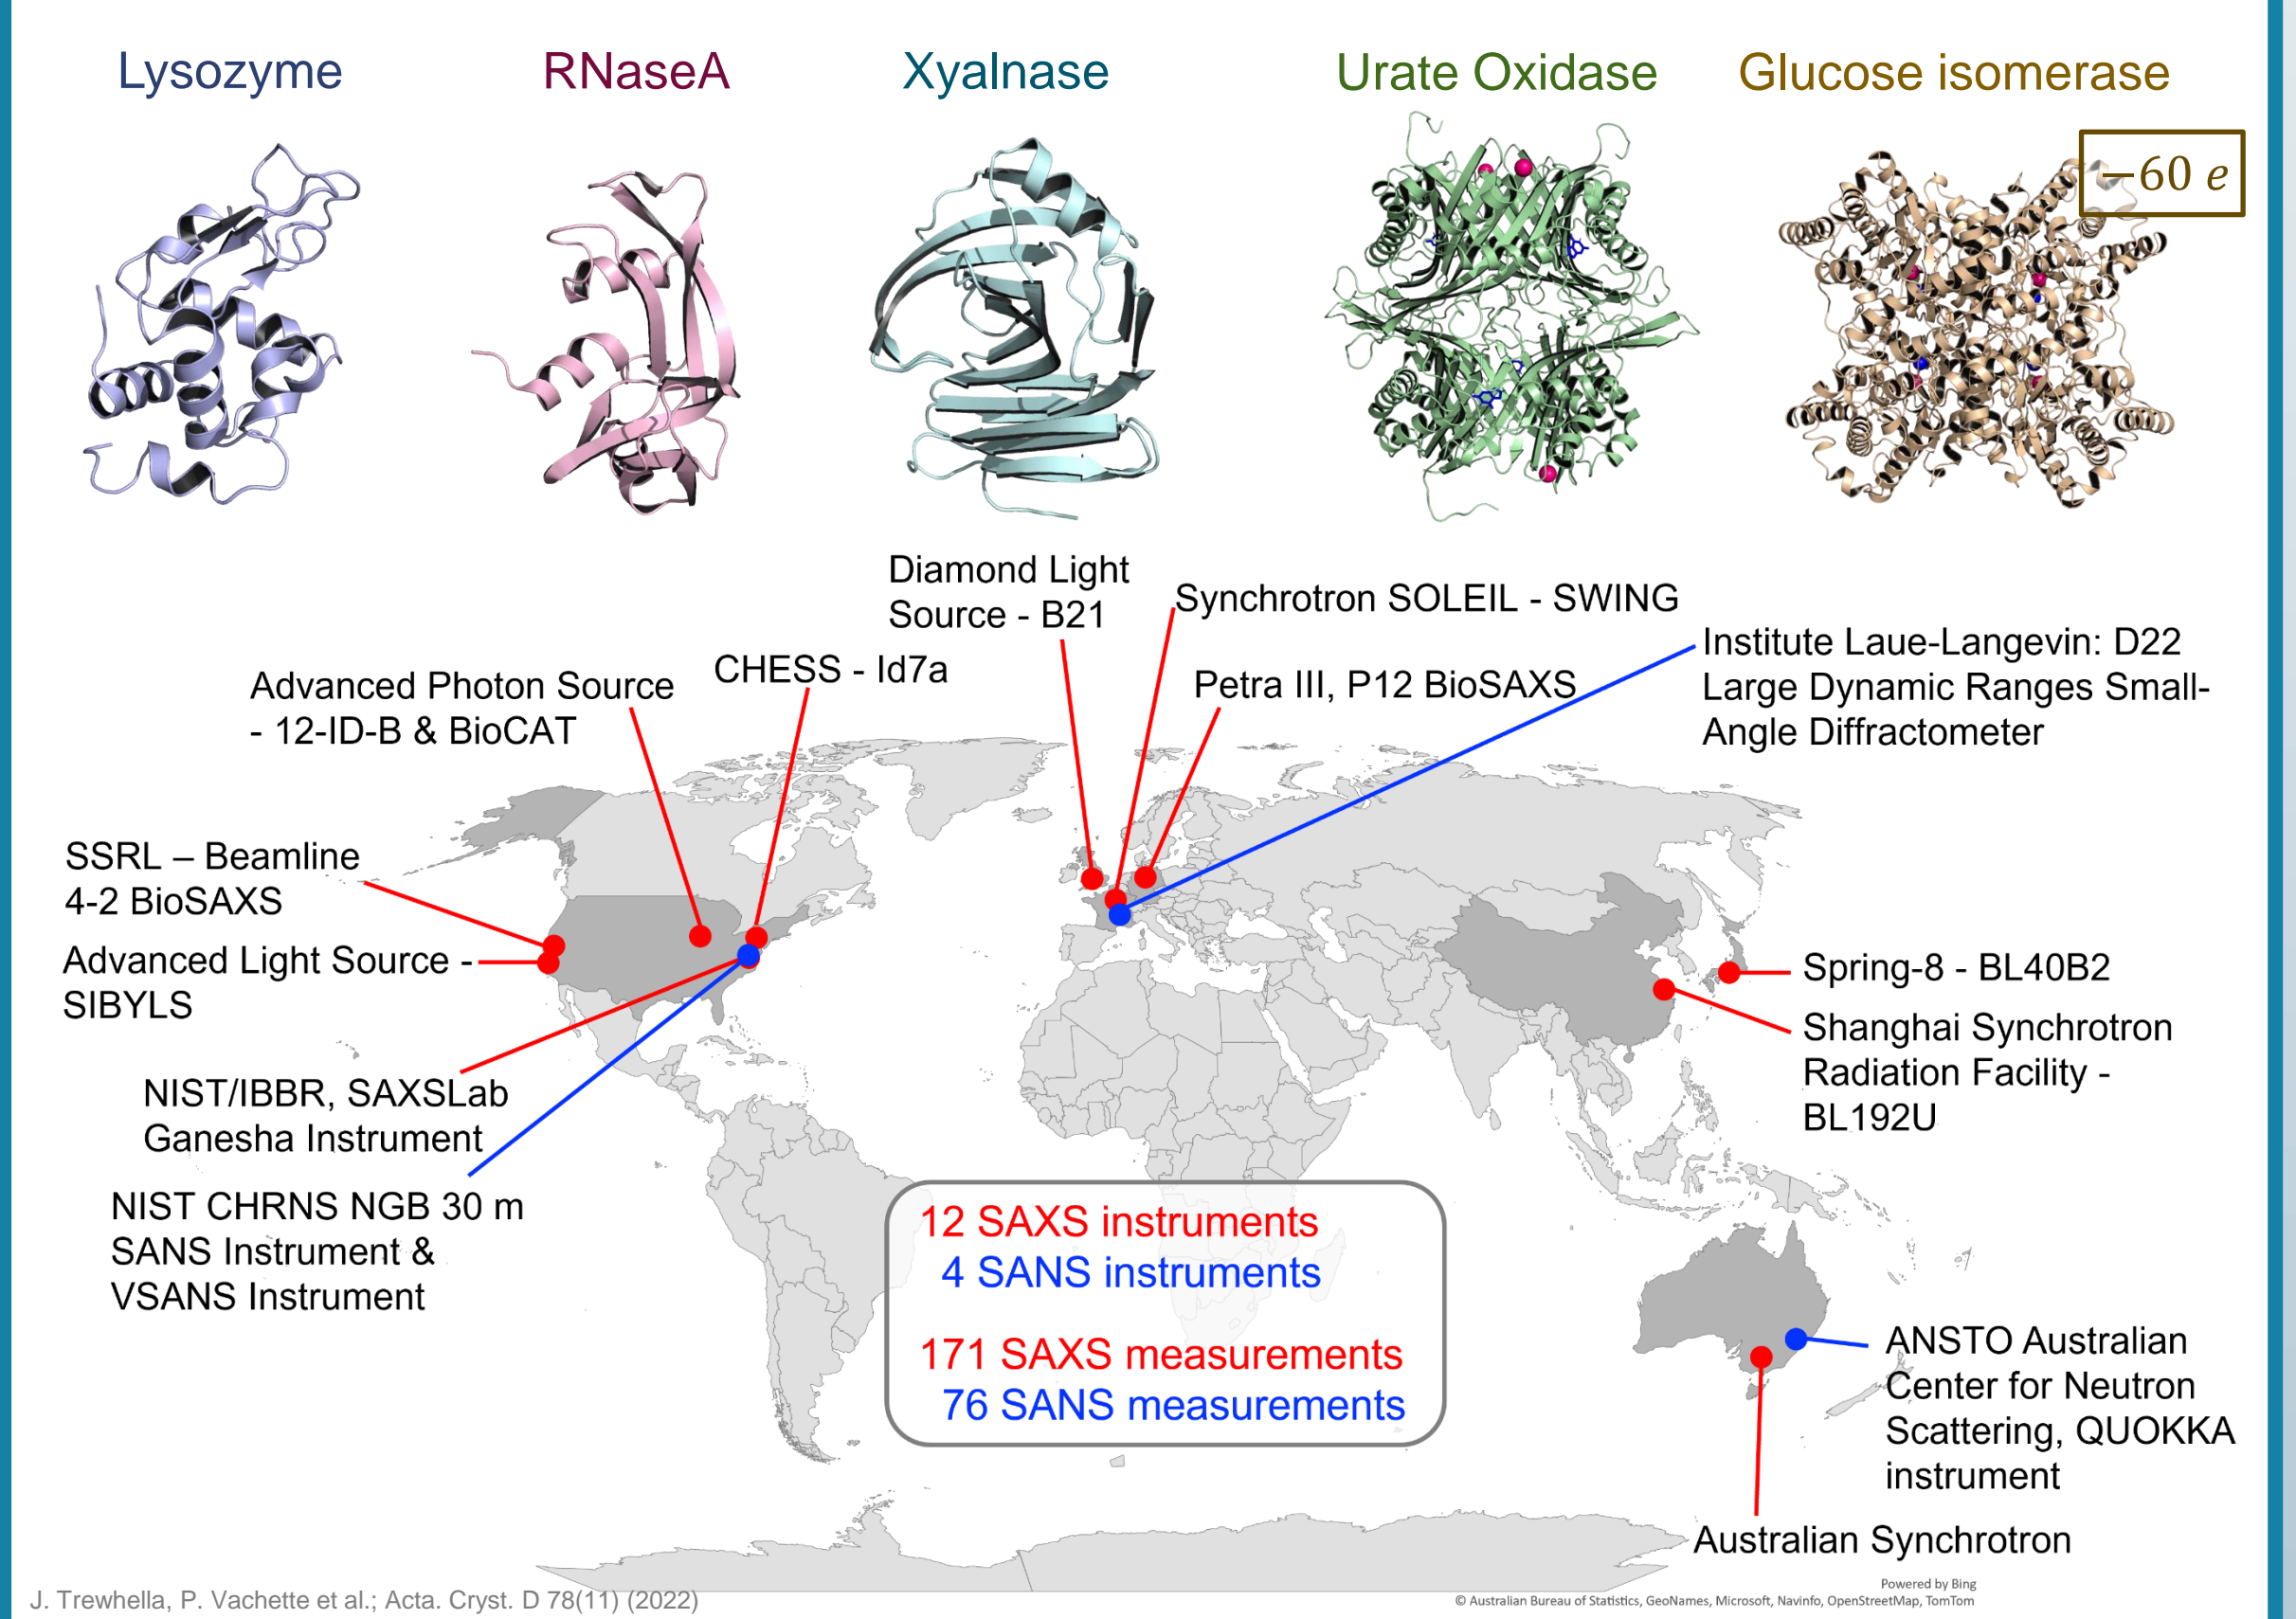 Lysozyme
RNaseA
Xyalnase
Urate Oxidase
Glucose isomerase
−60 e
Diamond Light
Source - B21
Synchrotron SOLEIL - SWING
Institute Laue-Langevin: D22
Large Dynamic Ranges Small-
Angle Diffractometer
Petra III, P12 BioSAXS
CHESS - Id7a
Advanced Photon Source
- 12-ID-B & BioCAT
SSRL – Beamline
4-2 BioSAXS
Advanced Light Source -
SIBYLS
NIST/IBBR, SAXSLab
Ganesha Instrument
NIST CHRNS NGB 30 m
SANS Instrument &
VSANS Instrument
Spring-8 - BL40B2
Shanghai Synchrotron
Radiation Facility -
BL192U
12 SAXS instruments
4 SANS instruments
171 SAXS measurements
76 SANS measurements
ANSTO Australian
Center for Neutron
Scattering, QUOKKA
instrument
Australian Synchrotron
Powered by Bing
© Australian Bureau of Statistics, GeoNames, Microsoft, Navinfo, OpenStreetMap, TomTom
J. Trewhella, P. Vachette et al.; Acta. Cryst. D 78(11) (2022)